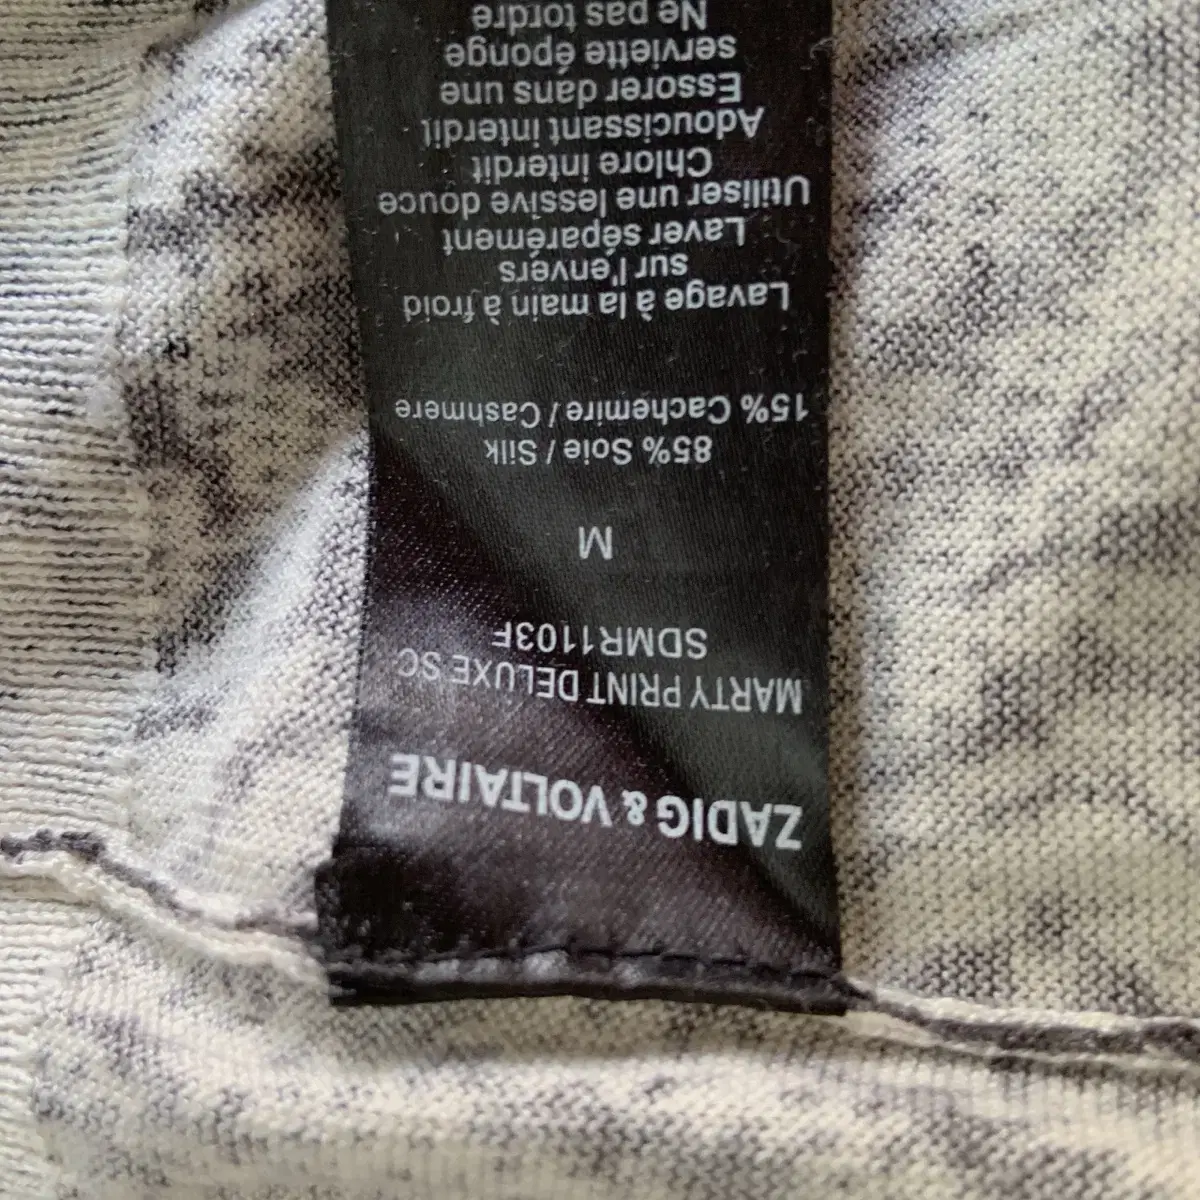 ZADIG & VOLTAIRE
MARTY PRINT DELUXE SC
SDMR1103F
M
85% Soie / Silk
15% Cachemire / Cashmere
Lavage à la main à froid
sur l'envers
Laver séparément
Utiliser une lessive douce
Chlore interdit
Adoucissant interdit
Essorer dans une
serviette éponge
Ne pas tordre